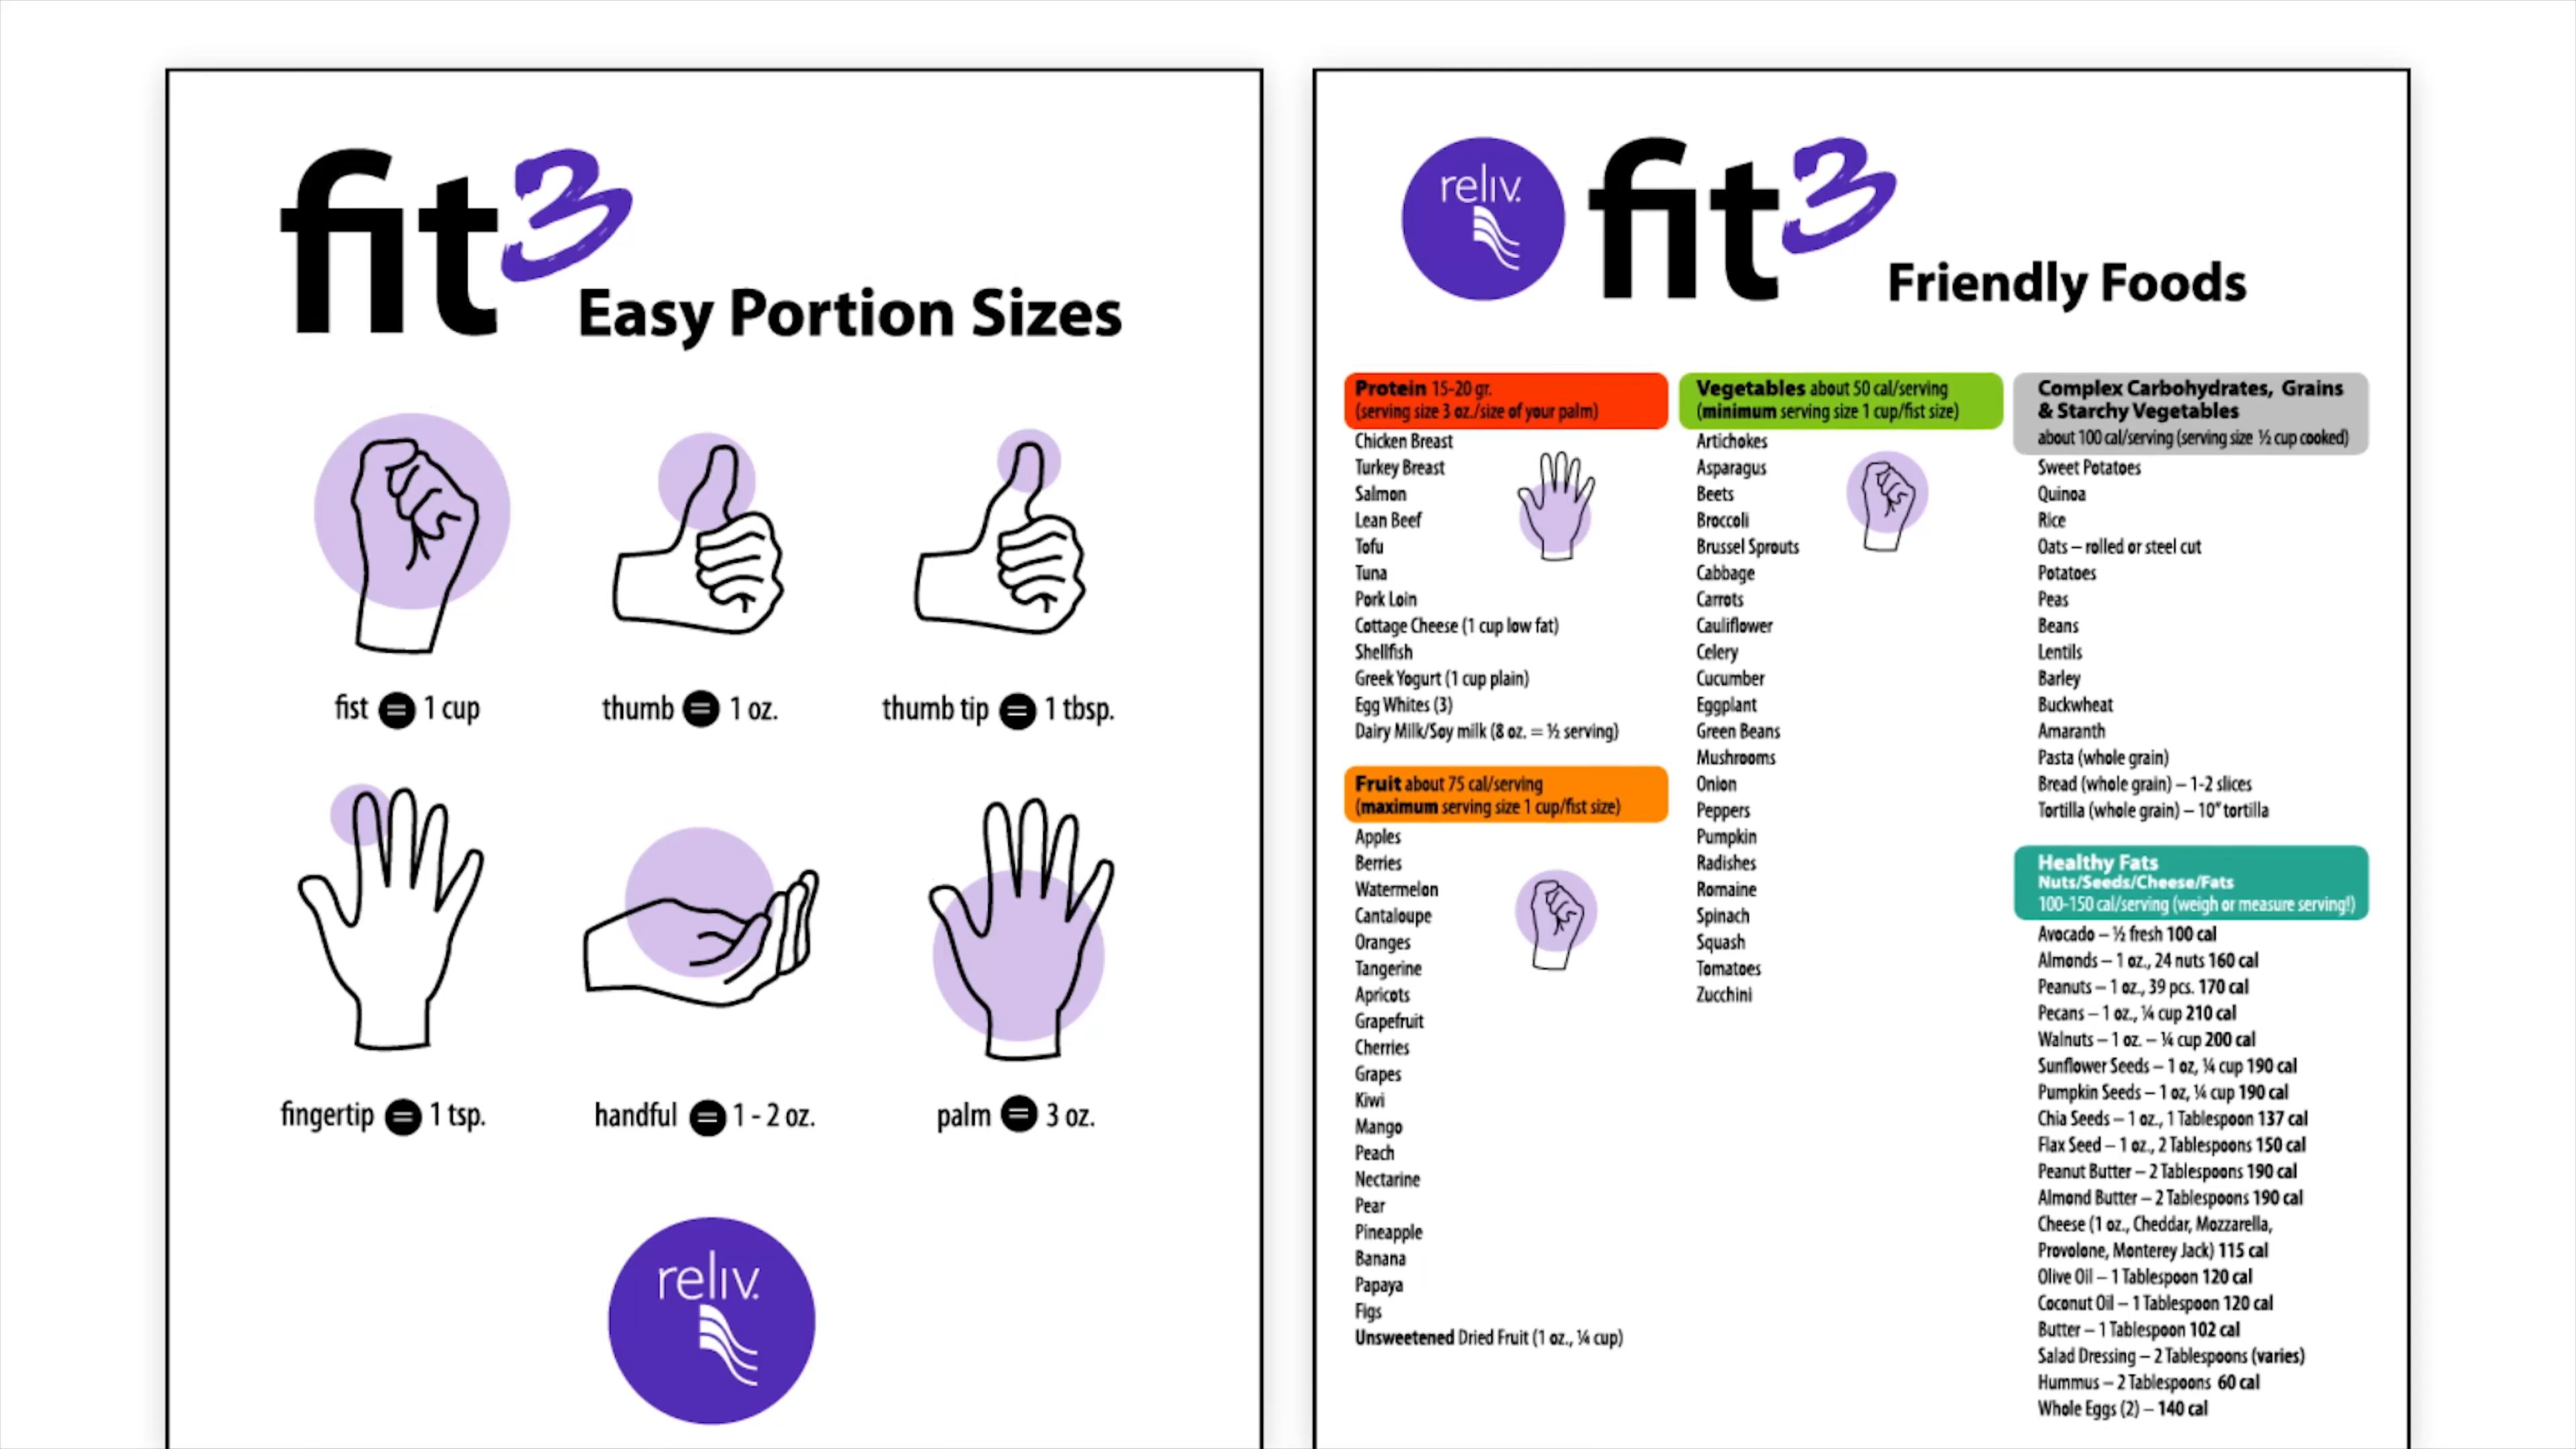 fit3
Easy Portion Sizes
fist = 1 cup
thumb = 1 oz.
thumb tip = 1 tbsp.
fingertip = 1 tsp.
handful = 1 - 2 oz.
palm = 3 oz.
reliv.
reliv.
fit3
Friendly Foods
Protein 15-20 gr.
(serving size 3 oz./size of your palm)
Chicken Breast
Turkey Breast
Salmon
Lean Beef
Tofu
Tuna
Pork Loin
Cottage Cheese (1 cup low fat)
Shellfish
Greek Yogurt (1 cup plain)
Egg Whites (3)
Dairy Milk/Soy milk (8 oz. = ½ serving)
Fruit about 75 cal/serving
(maximum serving size 1 cup/fist size)
Apples
Berries
Watermelon
Cantaloupe
Oranges
Tangerine
Apricots
Grapefruit
Cherries
Grapes
Kiwi
Mango
Peach
Nectarine
Pear
Pineapple
Banana
Papaya
Figs
Unsweetened Dried Fruit (1 oz., ¼ cup)
Vegetables about 50 cal/serving
(minimum serving size 1 cup/fist size)
Artichokes
Asparagus
Beets
Broccoli
Brussel Sprouts
Cabbage
Carrots
Cauliflower
Celery
Cucumber
Eggplant
Green Beans
Mushrooms
Onion
Peppers
Pumpkin
Radishes
Romaine
Spinach
Squash
Tomatoes
Zucchini
Complex Carbohydrates, Grains
& Starchy Vegetables
about 100 cal/serving (serving size ½ cup cooked)
Sweet Potatoes
Quinoa
Rice
Oats – rolled or steel cut
Potatoes
Peas
Beans
Lentils
Barley
Buckwheat
Amaranth
Pasta (whole grain)
Bread (whole grain) – 1-2 slices
Tortilla (whole grain) – 10" tortilla
Healthy Fats
Nuts/Seeds/Cheese/Fats
100-150 cal/serving (weigh or measure serving!)
Avocado – ½ fresh 100 cal
Almonds – 1 oz., 24 nuts 160 cal
Peanuts – 1 oz., 39 pcs. 170 cal
Pecans – 1 oz., ¼ cup 210 cal
Walnuts – 1 oz. – ¼ cup 200 cal
Sunflower Seeds – 1 oz, ¼ cup 190 cal
Pumpkin Seeds – 1 oz, ¼ cup 190 cal
Chia Seeds – 1 oz., 1 Tablespoon 137 cal
Flax Seed – 1 oz., 2 Tablespoons 150 cal
Peanut Butter – 2 Tablespoons 190 cal
Almond Butter – 2 Tablespoons 190 cal
Cheese (1 oz., Cheddar, Mozzarella,
Provolone, Monterey Jack) 115 cal
Olive Oil – 1 Tablespoon 120 cal
Coconut Oil – 1 Tablespoon 120 cal
Butter – 1 Tablespoon 102 cal
Salad Dressing – 2 Tablespoons (varies)
Hummus – 2 Tablespoons 60 cal
Whole Eggs (2) – 140 cal